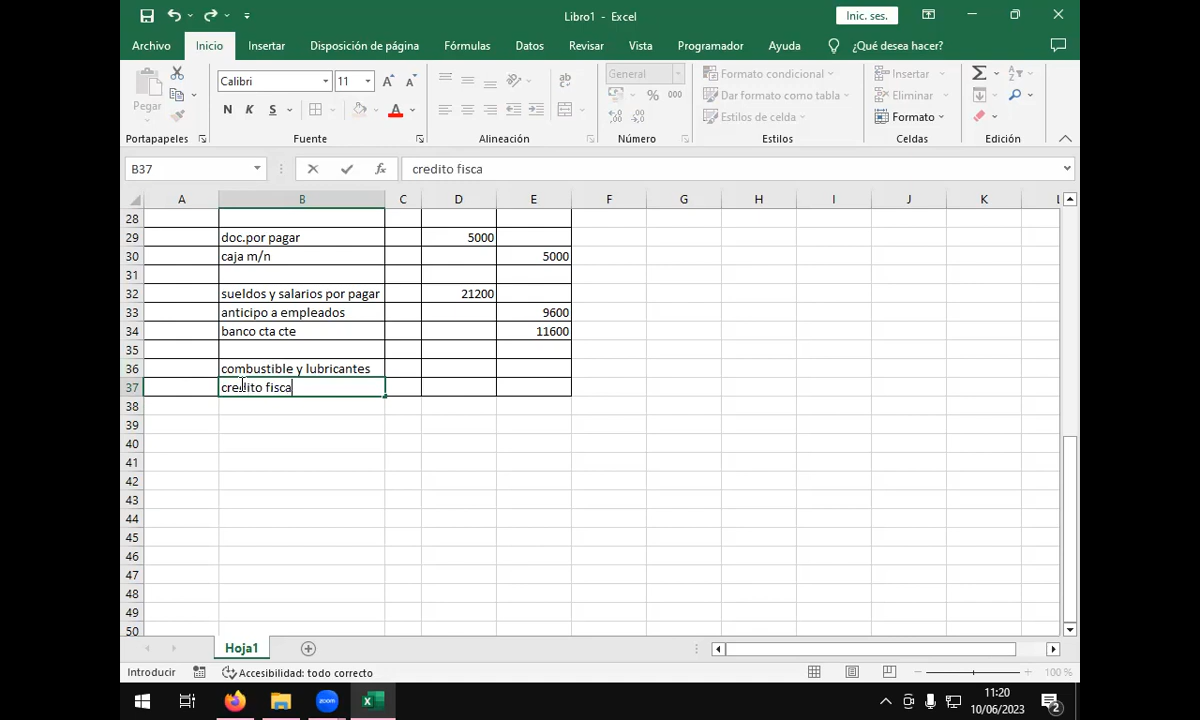 Libro1 - Excel
Inic. ses.
Archivo Inicio Insertar Disposición de página Fórmulas Datos Revisar Vista Programador Ayuda ¿Qué desea hacer?
Pegar
Calibri 11
N K S
General
% 000
Formato condicional
Dar formato como tabla
Estilos de celda
Insertar
Eliminar
Formato
Portapapeles Fuente Alineación Número Estilos Celdas Edición
B37 fx credito fisca
A B C D E F G H I J K L
28
29 doc.por pagar 5000
30 caja m/n 5000
31
32 sueldos y salarios por pagar 21200
33 anticipo a empleados 9600
34 banco cta cte 11600
35
36 combustible y lubricantes
37 credito fisca
38
39
40
41
42
43
44
45
46
47
48
49
50
Hoja1
Introducir Accesibilidad: todo correcto 100 %
zoom
11:20
10/06/2023
2